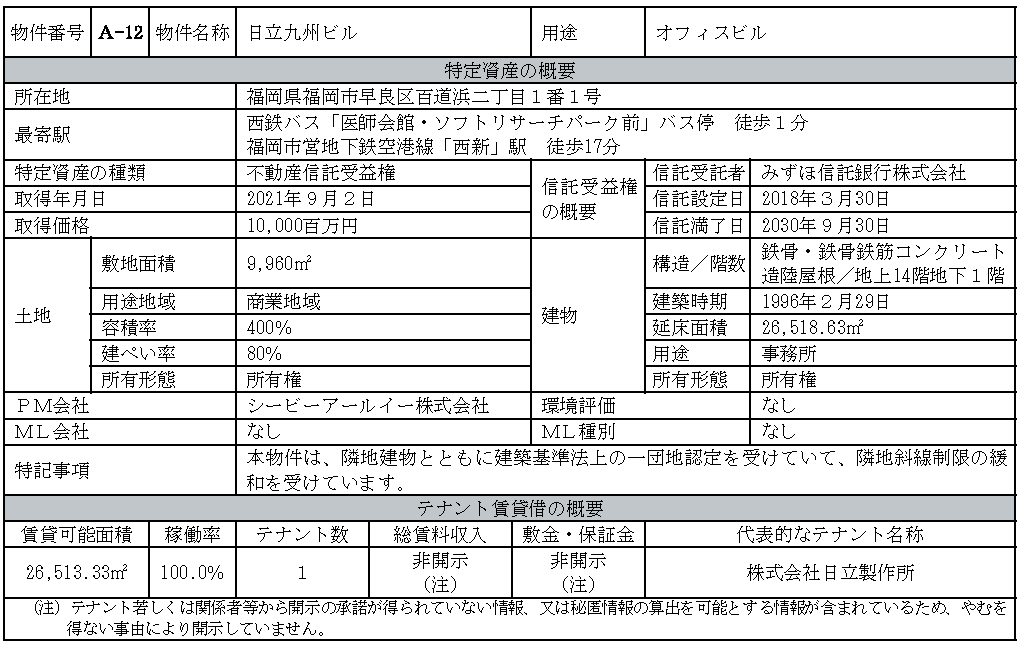 物件番号 A-12 物件名称 日立九州ビル 用途 オフィスビル
特定資産の概要
所在地 福岡県福岡市早良区百道浜二丁目１番１号
最寄駅 西鉄バス「医師会館・ソフトリサーチパーク前」バス停　徒歩１分
福岡市営地下鉄空港線「西新」駅　徒歩17分
特定資産の種類 不動産信託受益権 信託受益権の概要 信託受託者 みずほ信託銀行株式会社
取得年月日 2021年９月２日 信託設定日 2018年３月30日
取得価格 10,000百万円 信託満了日 2030年９月30日
土地 敷地面積 9,960㎡ 建物 構造／階数 鉄骨・鉄骨鉄筋コンクリート
造陸屋根／地上14階地下１階
用途地域 商業地域 建築時期 1996年２月29日
容積率 400% 延床面積 26,518.63㎡
建ぺい率 80% 用途 事務所
所有形態 所有権 所有形態 所有権
ＰＭ会社 シービーアールイー株式会社 環境評価 なし
ＭＬ会社 なし ＭＬ種別 なし
特記事項 本物件は、隣地建物とともに建築基準法上の一団地認定を受けていて、隣地斜線制限の緩
和を受けています。
テナント賃貸借の概要
賃貸可能面積 稼働率 テナント数 総賃料収入 敷金・保証金 代表的なテナント名称
26,513.33㎡ 100.0% １ 非開示（注） 非開示（注） 株式会社日立製作所
（注）テナント若しくは関係者等から開示の承諾が得られていない情報、又は秘匿情報の算出を可能とする情報が含まれているため、やむを
得ない事由により開示していません。